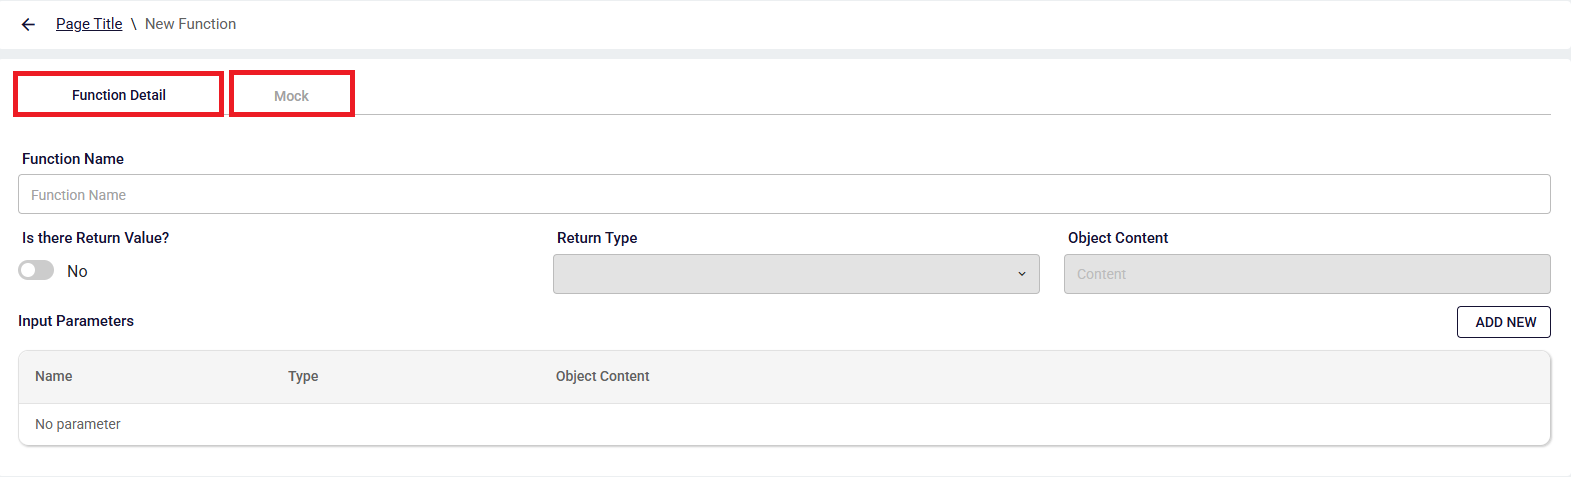 Page Title \ New Function
Function Detail Mock
Function Name
Function Name
Is there Return Value? Return Type Object Content
No Content
Input Parameters ADD NEW
Name Type Object Content
No parameter